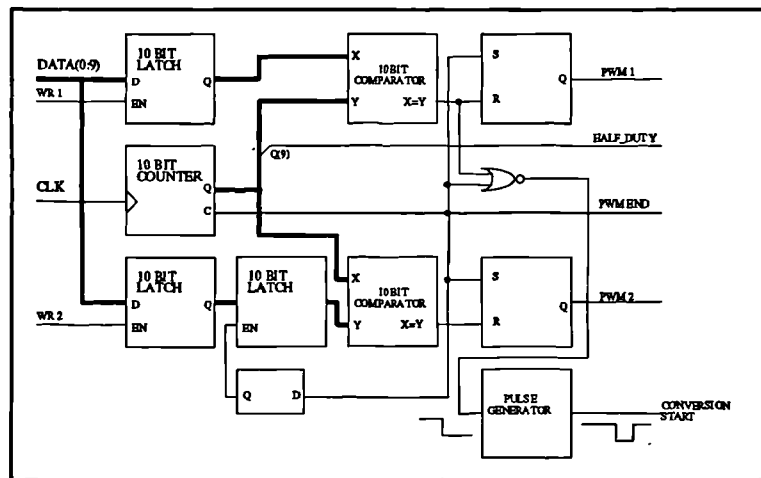 10 BIT
LATCH
D
Q
EN
DATA(0:9)
WR 1
X
10 BIT
COMPARATOR
Y
X=Y
S
Q
R
PWM 1
HALF_DUTY
Q(9)
10 BIT
COUNTER
Q
C
CLK
PWM END
10 BIT
LATCH
D
Q
EN
WR 2
10 BIT
LATCH
EN
X
10 BIT
COMPARATOR
Y
X=Y
S
Q
R
PWM 2
Q
D
PULSE
GENERATOR
CONVERSION
START